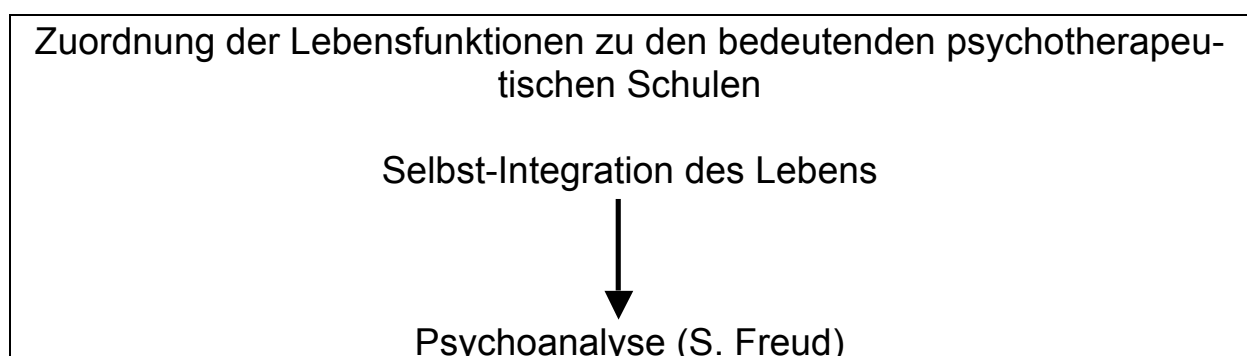 Zuordnung der Lebensfunktionen zu den bedeutenden psychotherapeu-
tischen Schulen
Selbst-Integration des Lebens
Psychoanalyse (S. Freud)